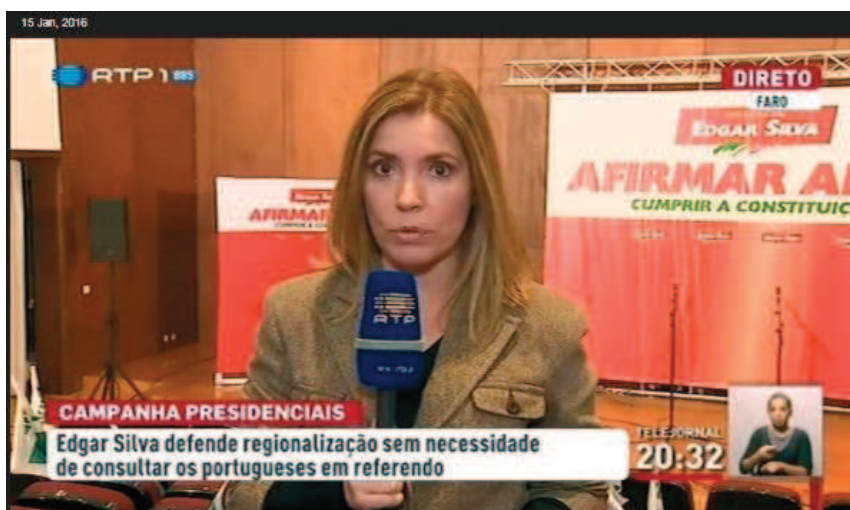 15 Jan, 2016
RTP 1
DIRETO
FARO
EDGAR SILVA
AFIRMAR
CUMPRIR A CONSTITUIÇ
RTP
CAMPANHA PRESIDENCIAIS
Edgar Silva defende regionalização sem necessidade
de consultar os portugueses em referendo
TELEJORNAL
20:32